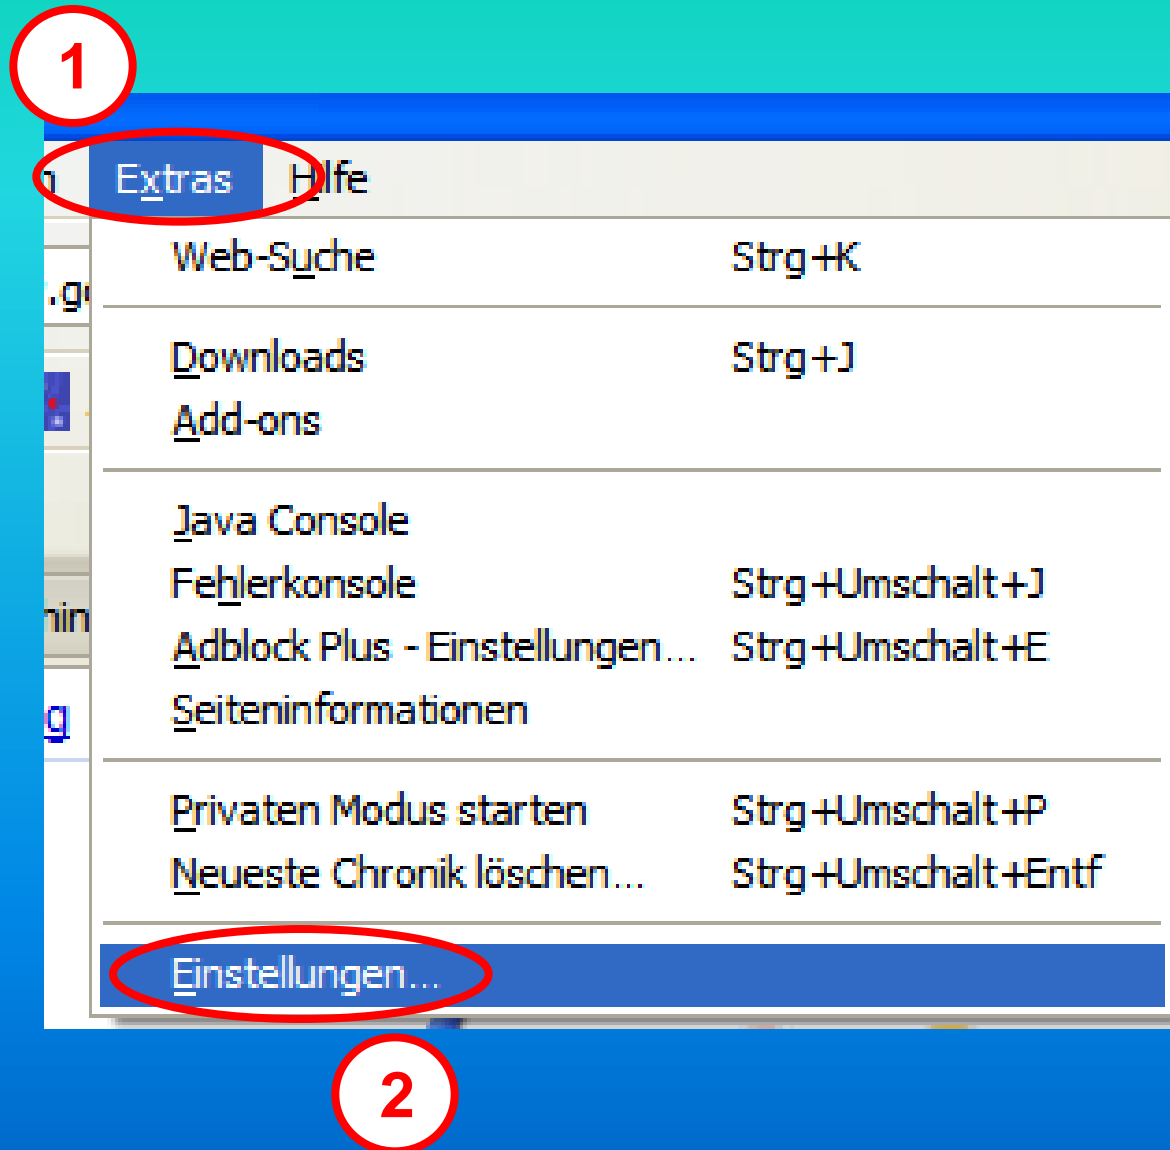 1
Extras Hilfe
Web-Suche Strg+K
Downloads Strg+J
Add-ons
Java Console
Fehlerkonsole Strg+Umschalt+J
Adblock Plus - Einstellungen... Strg+Umschalt+E
Seiteninformationen
Privaten Modus starten Strg+Umschalt+P
Neueste Chronik löschen... Strg+Umschalt+Entf
Einstellungen...
2